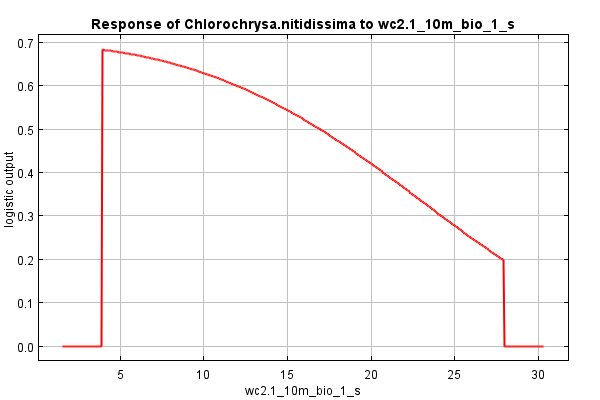 Response of Chlorochrysa.nitidissima to wc2.1_10m_bio_1_s
0.7
0.6
0.5
0.4
0.3
0.2
0.1
0.0
logistic output
5 10 15 20 25 30
wc2.1_10m_bio_1_s